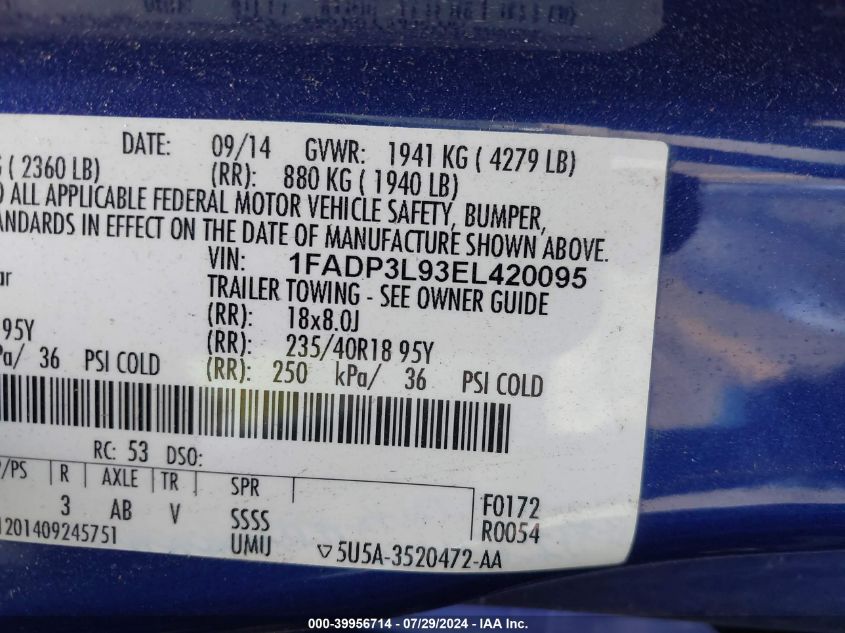 DATE: 09/14 GVWR: 1941 KG ( 4279 LB)
G ( 2360 LB) (RR): 880 KG ( 1940 LB)
O ALL APPLICABLE FEDERAL MOTOR VEHICLE SAFETY, BUMPER,
ANDARDS IN EFFECT ON THE DATE OF MANUFACTURE SHOWN ABOVE.
VIN: 1FADP3L93EL420095
ar TRAILER TOWING - SEE OWNER GUIDE
(RR): 18x8.0J
95Y (RR): 235/40R18 95Y
Pa/ 36 PSI COLD (RR): 250 kPa/ 36 PSI COLD
RC: 53 DSO:
P/PS R AXLE TR SPR
3 AB V SSSS F0172
1201409245751 UMU R0054
5U5A-3520472-AA
000-39956714 - 07/29/2024 - IAA Inc.